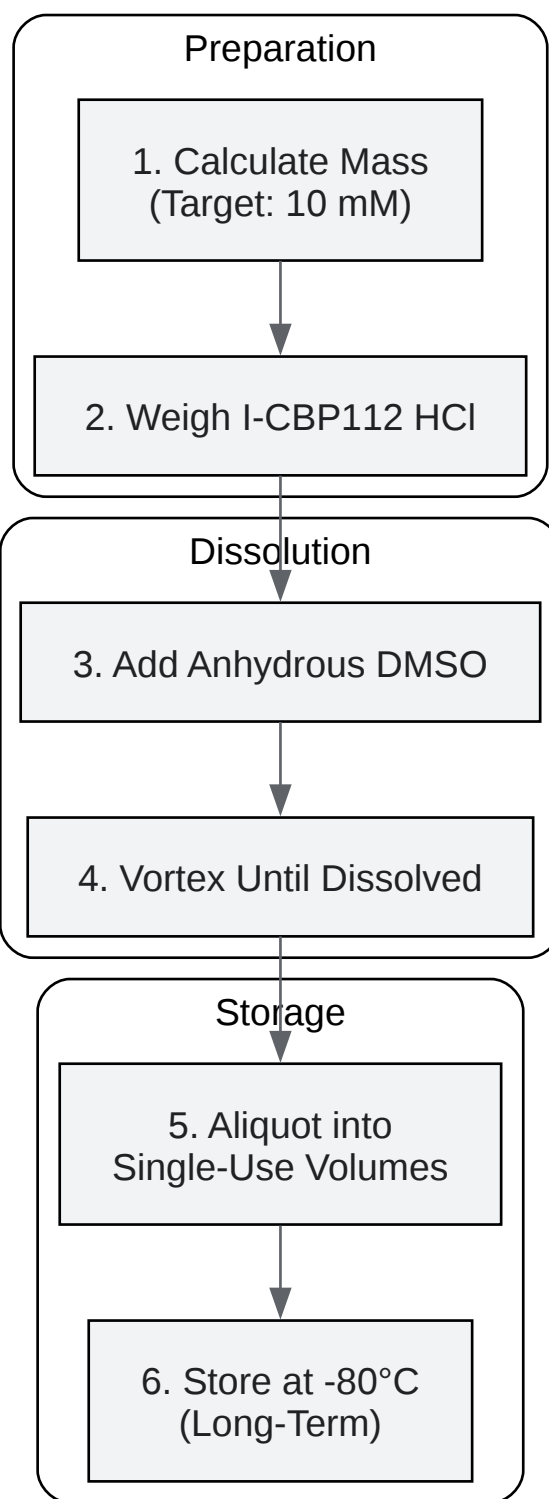 Preparation
1. Calculate Mass
(Target: 10 mM)
2. Weigh I-CBP112 HCl
Dissolution
3. Add Anhydrous DMSO
4. Vortex Until Dissolved
Storage
5. Aliquot into
Single-Use Volumes
6. Store at -80°C
(Long-Term)